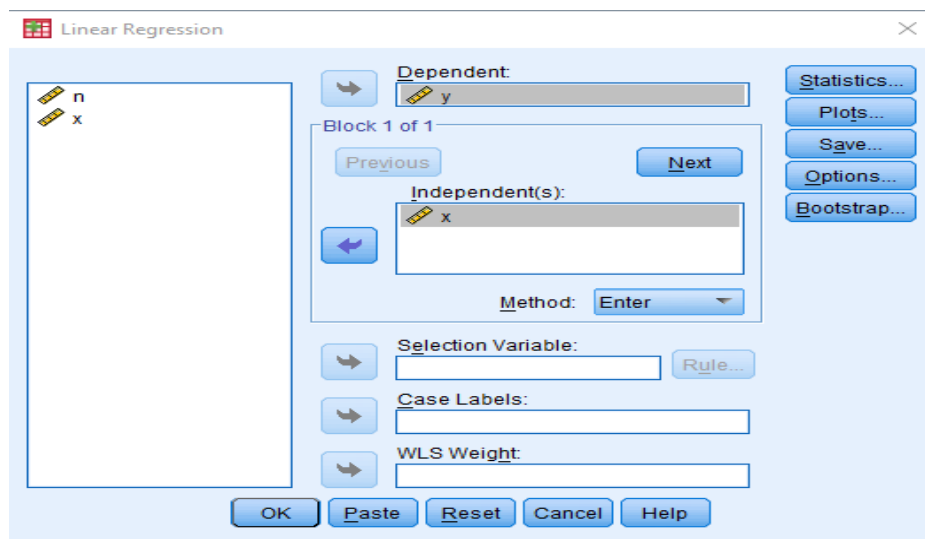 Linear Regression
n
x
Dependent:
y
Block 1 of 1
Previous
Next
Independent(s):
x
Method:
Enter
Selection Variable:
Rule...
Case Labels:
WLS Weight:
Statistics...
Plots...
Save...
Options...
Bootstrap...
OK
Paste
Reset
Cancel
Help